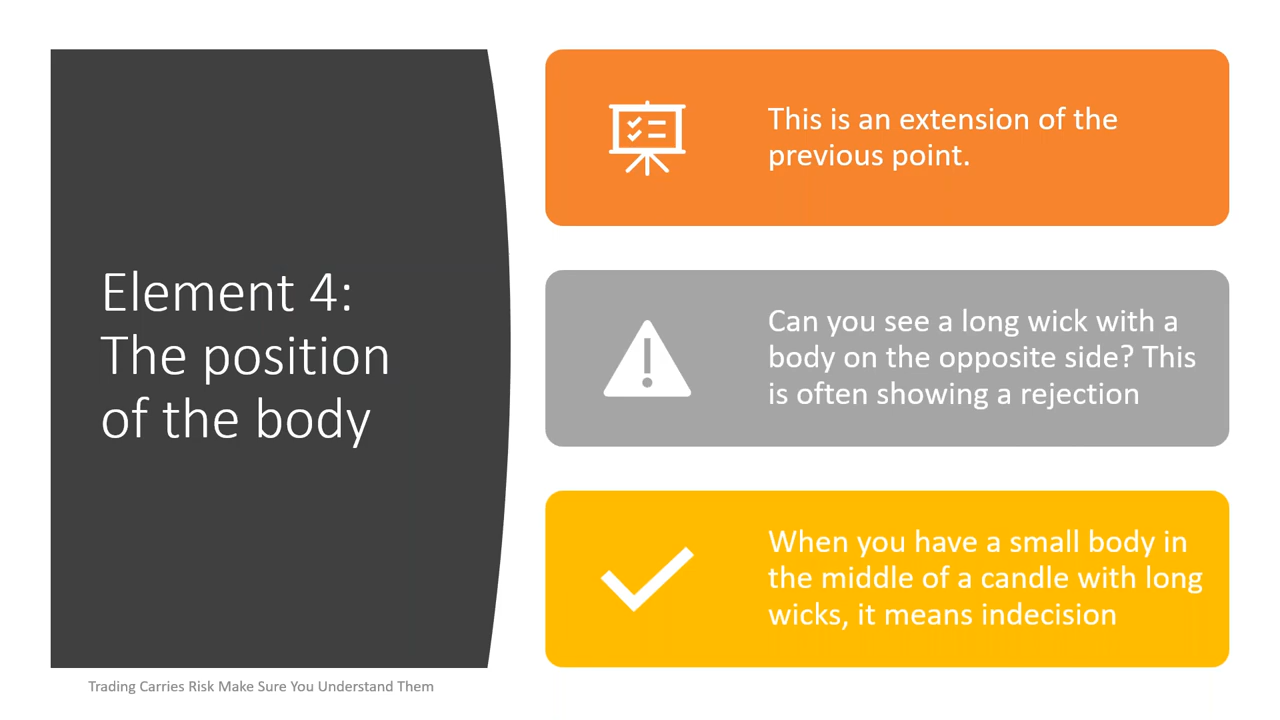 Element 4:
The position
of the body
This is an extension of the
previous point.
Can you see a long wick with a
body on the opposite side? This
is often showing a rejection
When you have a small body in
the middle of a candle with long
wicks, it means indecision
Trading Carries Risk Make Sure You Understand Them